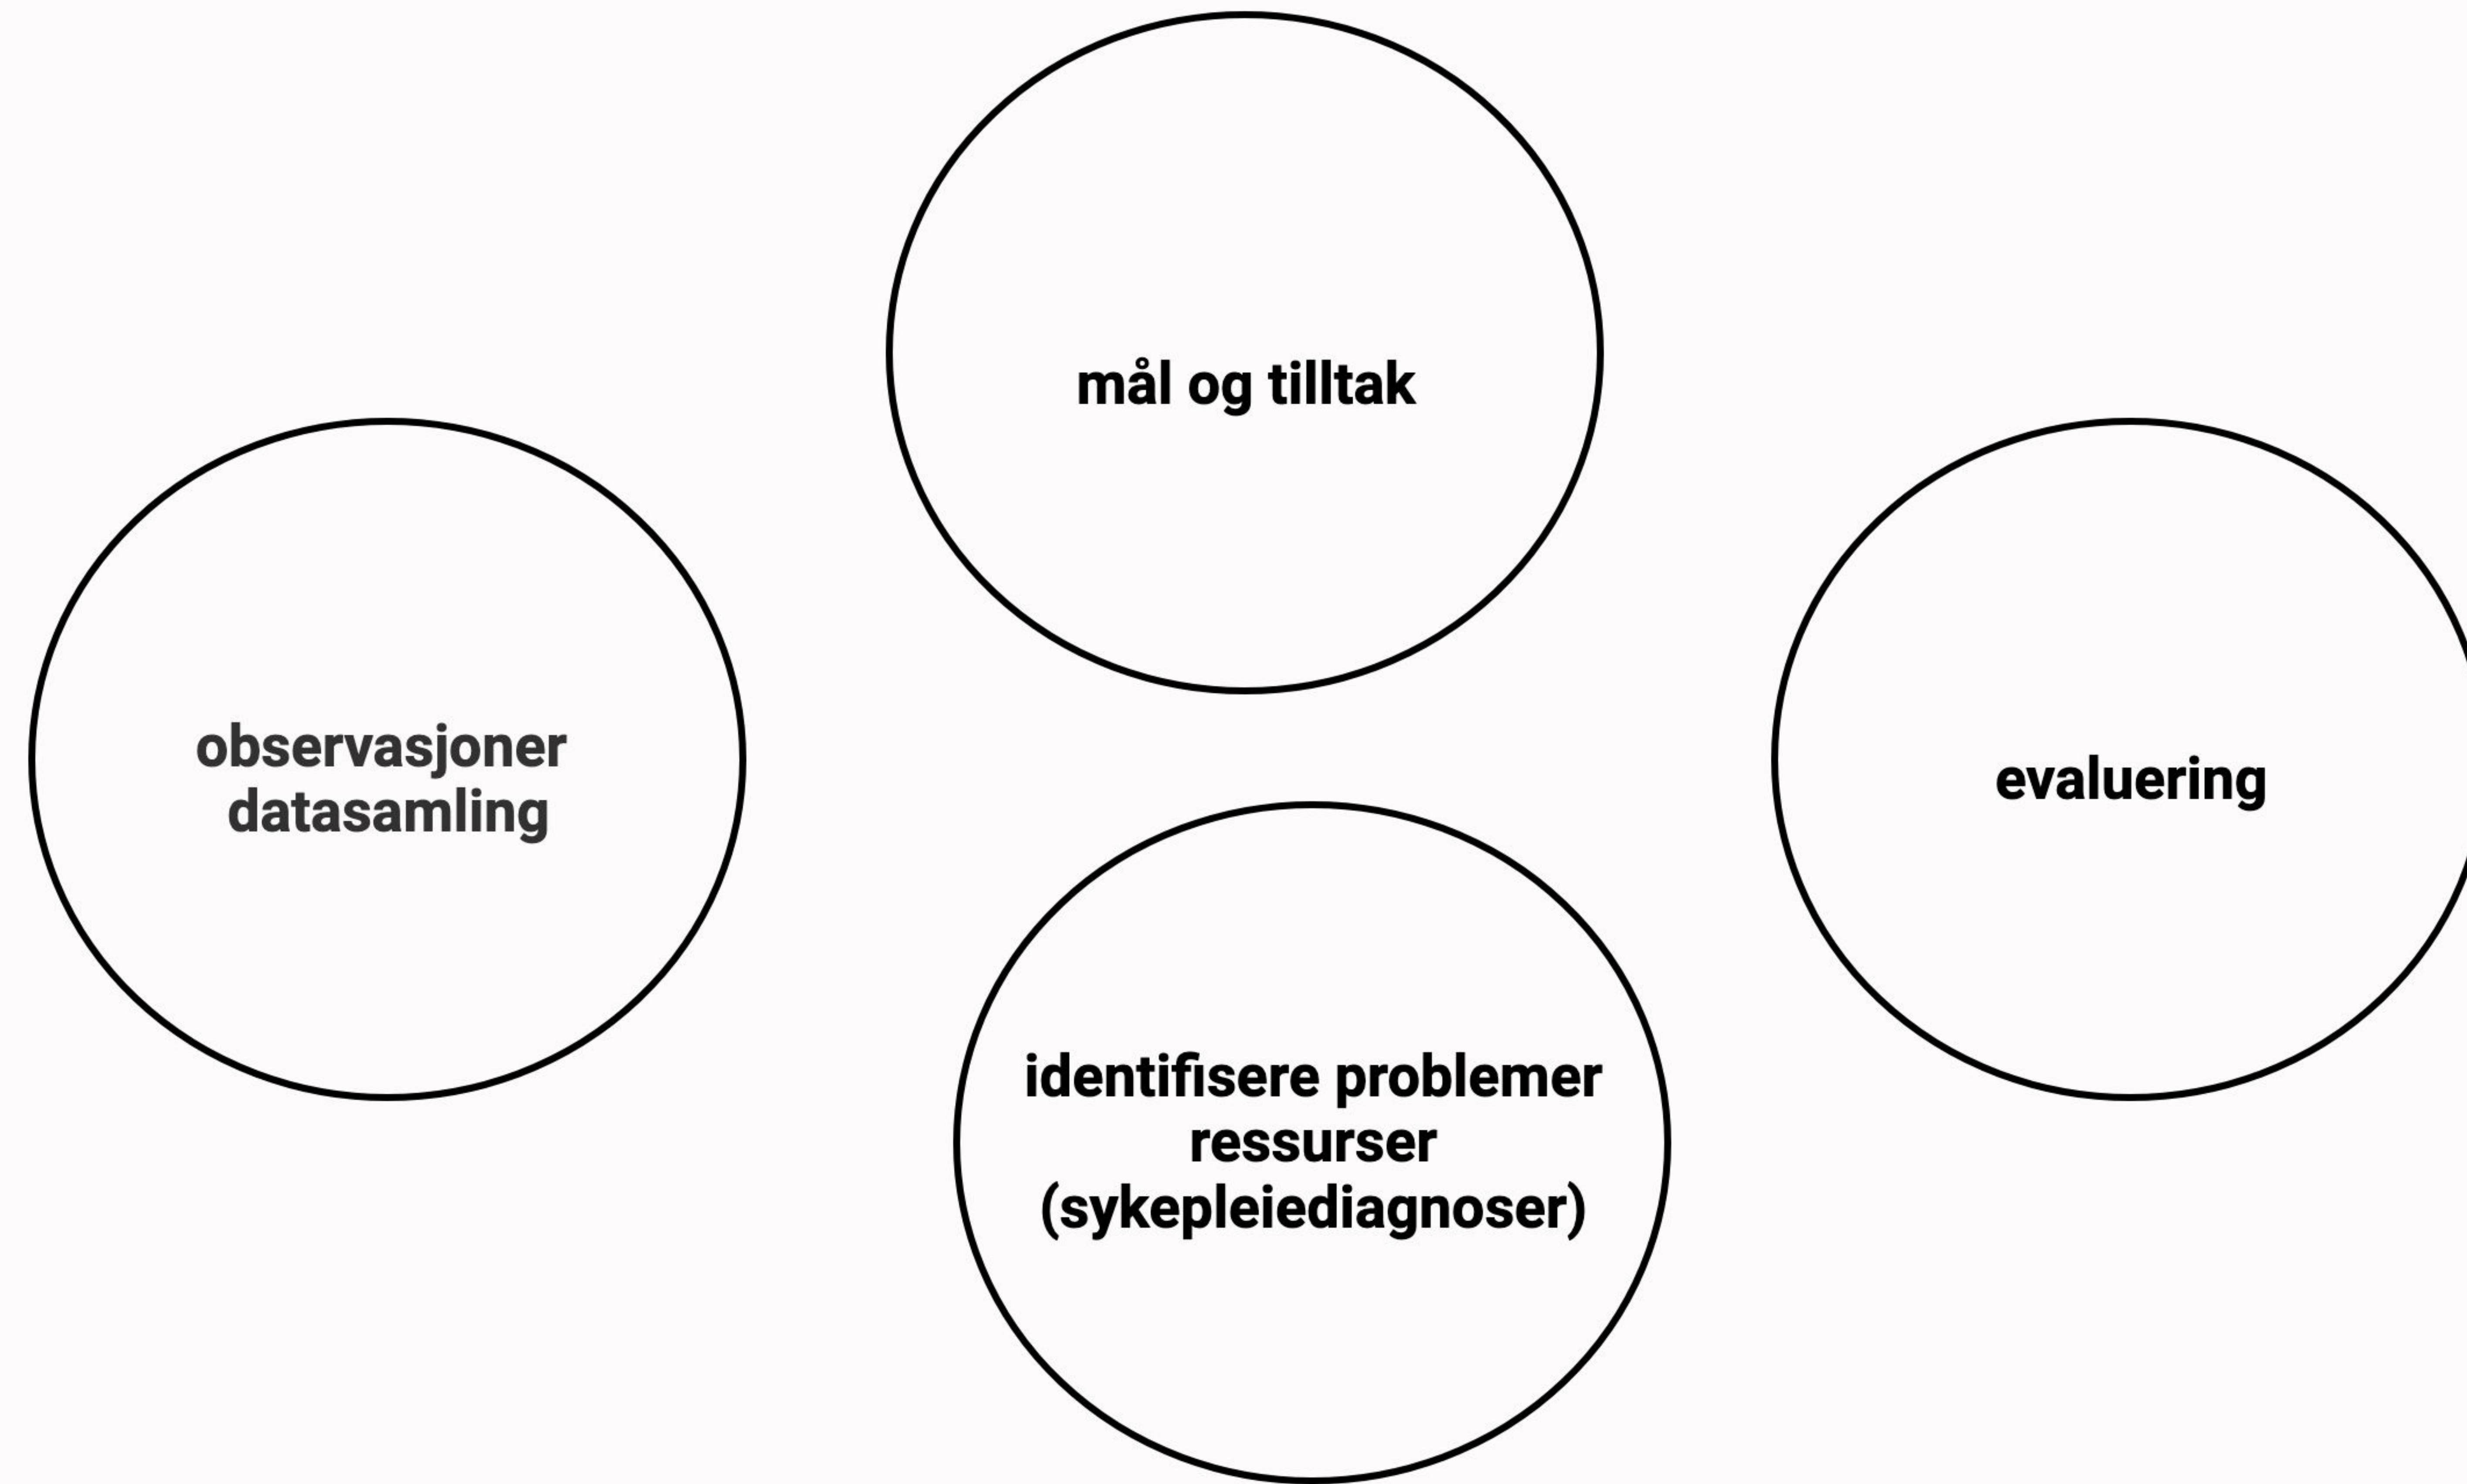 mål og tilltak
observasjoner
datasamling
evaluering
identifisere problemer
ressurser
(sykepleiediagnoser)